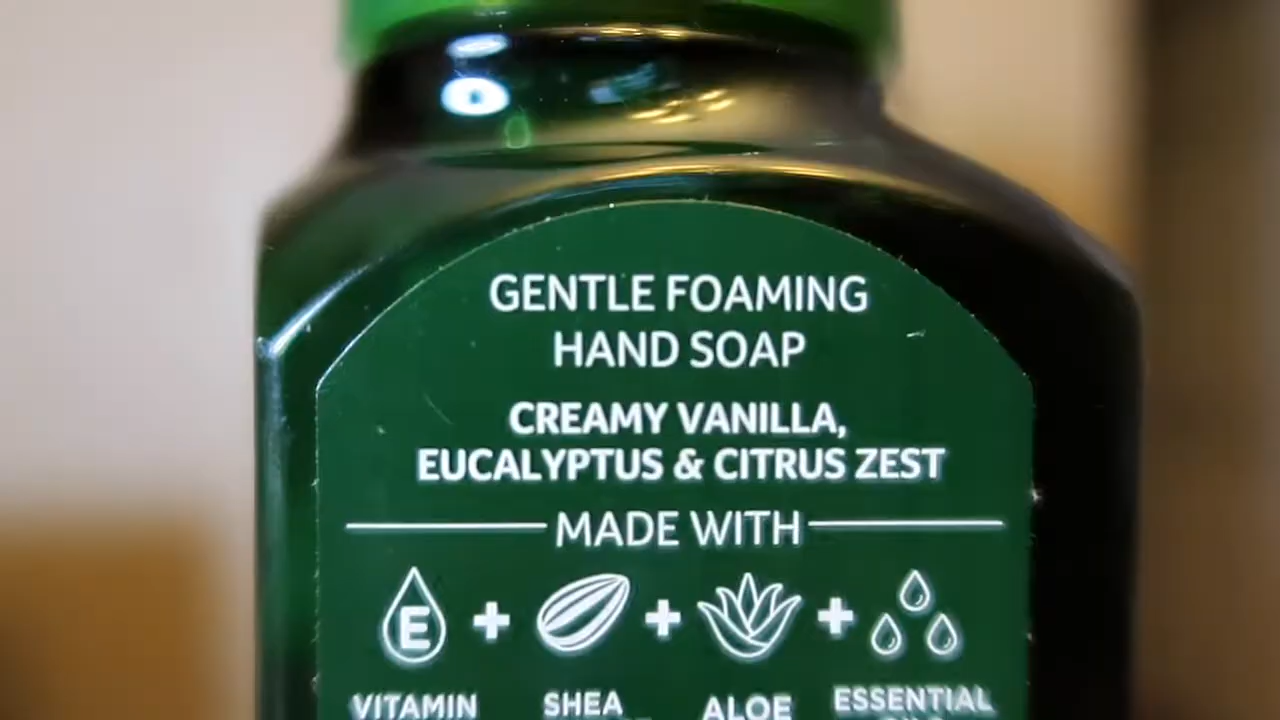 GENTLE FOAMING
HAND SOAP
CREAMY VANILLA,
EUCALYPTUS & CITRUS ZEST
MADE WITH
E + + +
VITAMIN SHEA ALOE ESSENTIAL